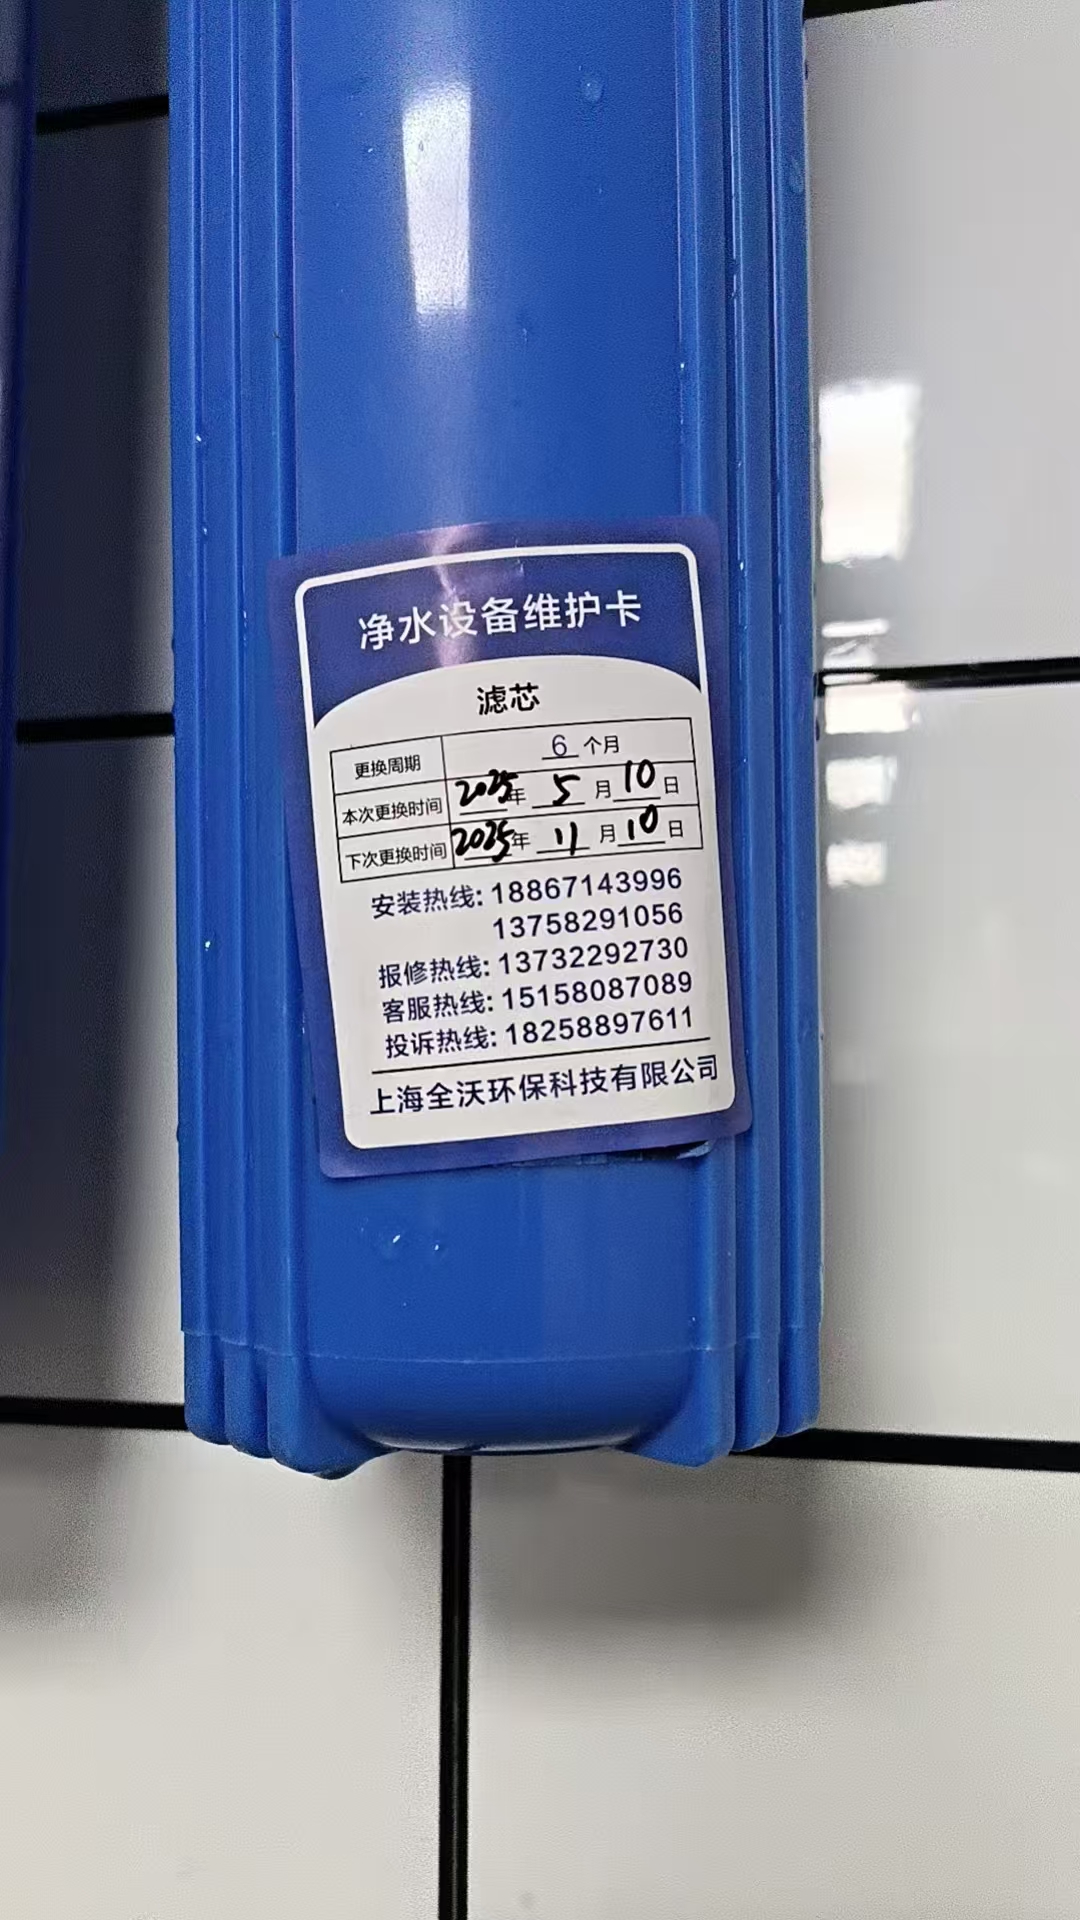 净水设备维护卡
滤芯
更换周期 6 个月
本次更换时间 2025年 5 月 10 日
下次更换时间 2025年 11 月 10 日
安装热线: 18867143996
13758291056
报修热线: 13732292730
客服热线: 15158087089
投诉热线: 18258897611
上海全沃环保科技有限公司